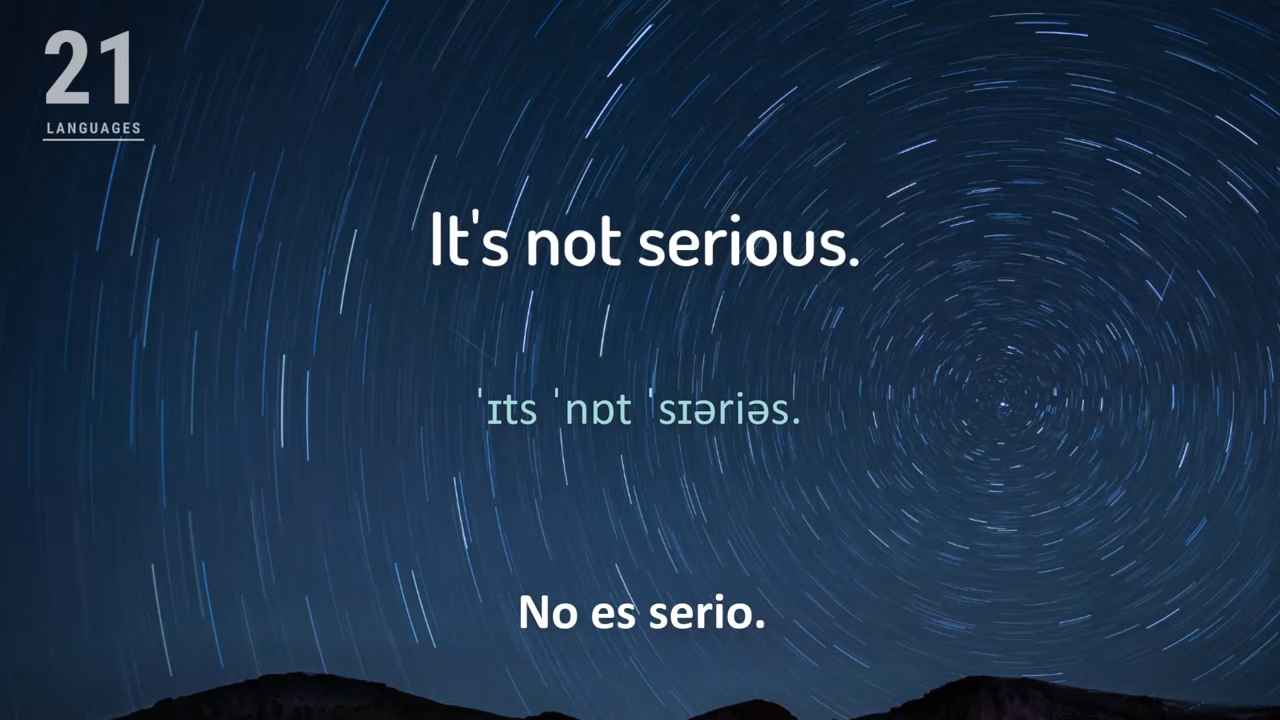 21
LANGUAGES
It's not serious.
ˈɪts ˈnɒt ˈsɪəriəs.
No es serio.